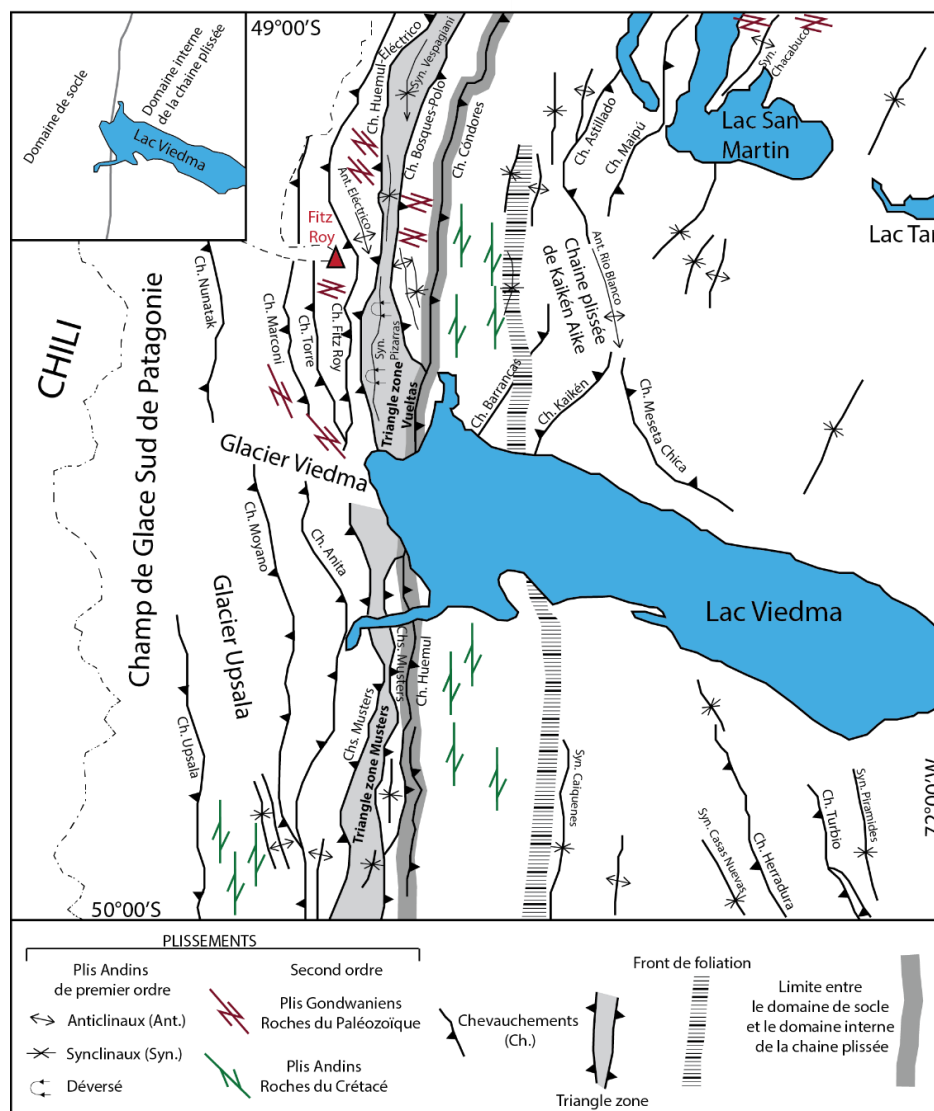 49°00'S
Domaine de socle
Domaine interne
de la chaine plissée
Lac Viedma
Ch. Huemul-Eléctrico
Syn. Vespagiani
Ch. Bosques-Polo
Ch. Cóndores
Ch. Astillado
Ch. Maipú
Syn.
Chacabuco
Lac San
Martin
Lac Tar
Fitz
Roy
Ant. Eléctrico
Ch. Nunatak
Ch. Marconi
Ch. Torre
Ch. Fitz Roy
Syn.
Pizarras
Triangle zone
Vueltas
Ant. Rio Blanco
Chaine plissée
de Kaikén Aike
Ch. Barrancas
Ch. Kaikén
Ch. Meseta Chica
CHILI
Champ de Glace Sud de Patagonie
Glacier Viedma
Ch. Moyano
Ch. Anita
Glacier Upsala
Ch. Upsala
Chs. Musters
Triangle zone Musters
Chs. Musters
Ch. Huemul
Lac Viedma
Syn. Caiquenes
Syn. Casas Nuevas
Ch. Herradura
Ch. Turbio
Syn. Piramides
50°00'S
PLISSEMENTS
Plis Andins
de premier ordre
Anticlinaux (Ant.)
Synclinaux (Syn.)
Déversé
Second ordre
Plis Gondwaniens
Roches du Paléozoïque
Plis Andins
Roches du Crétacé
Chevauchements
(Ch.)
Triangle zone
Front de foliation
Limite entre
le domaine de socle
et le domaine interne
de la chaine plissée